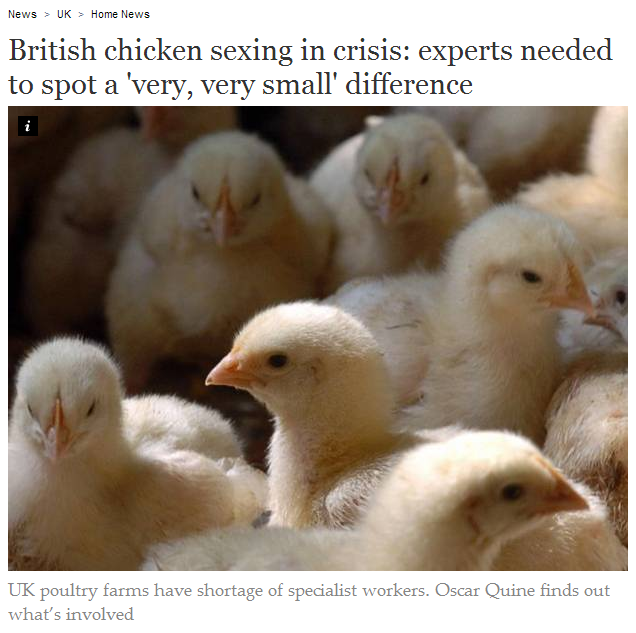 News > UK > Home News
British chicken sexing in crisis: experts needed
to spot a 'very, very small' difference
i
UK poultry farms have shortage of specialist workers. Oscar Quine finds out
what's involved